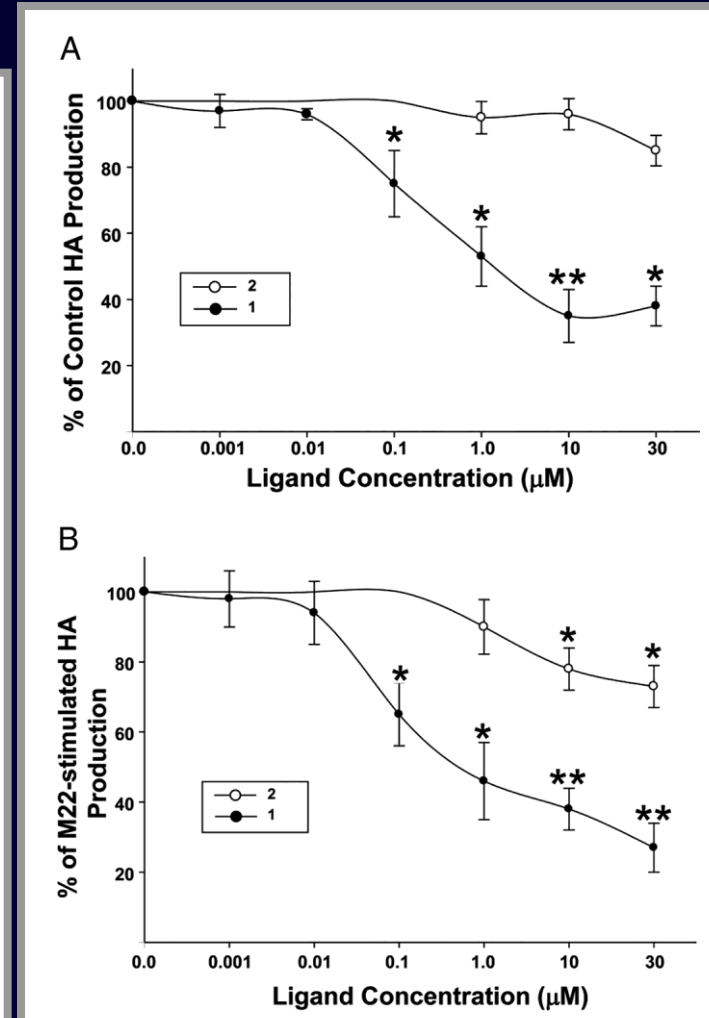 A
% of Control HA Production
100
80
60
40
20
*
*
**
*
2
1
0.0 0.001 0.01 0.1 1.0 10 30
Ligand Concentration (μM)
B
% of M22-stimulated HA
Production
100
80
60
40
20
*
*
*
*
**
**
2
1
0.0 0.001 0.01 0.1 1.0 10 30
Ligand Concentration (μM)